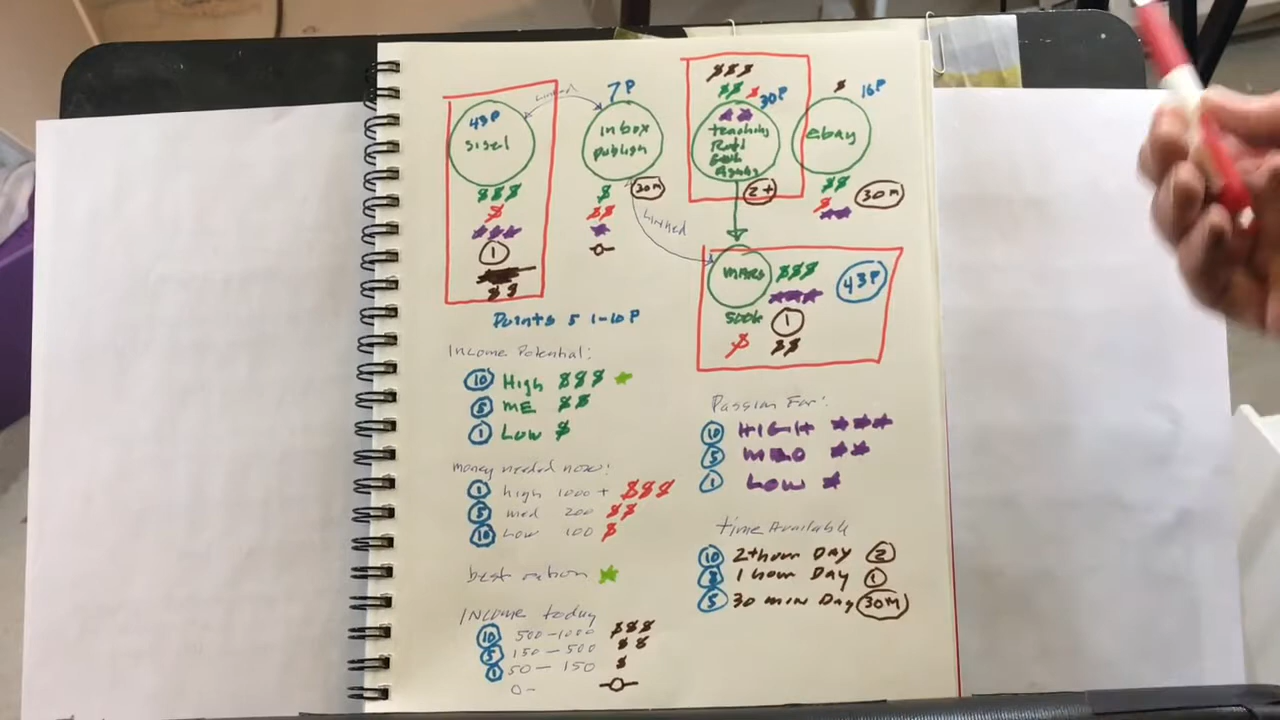 43P
sisel
$$$
$
1
$$
Linked
7P
inbox
publish
30M
$
$$
Linked
$$$
$$ $
30P
teaching
2+
$
16P
ebay
$$
30M
$
$$$
43P
500k
1
$ $$
Points 5 1-10P
Income Potential:
10 High $$$
5 ME $$
1 Low $
money needed now:
1 high 1000 + $$$
5 med 200 $$
10 Low 100 $
best option
INCOME today
10 500-1000 $$$
5 150-500 $$
1 50-150 $
0-
Passion For:
10 HIGH
5 MED
1 LOW
time Available
10 2+hour DAY 2
1 hour DAY 1
5 30 min Day 30M